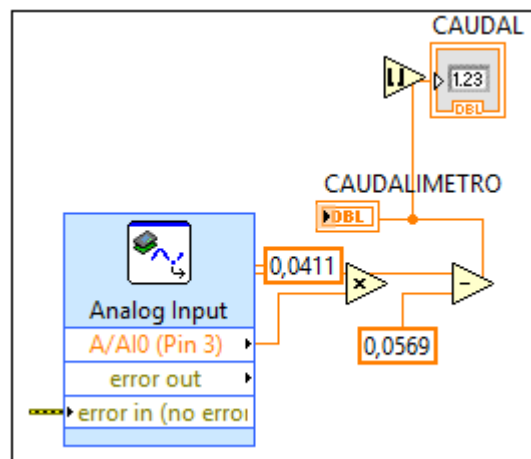 CAUDAL
1.23
DBL
CAUDALIMETRO
DBL
0,0411
Analog Input
A/AI0 (Pin 3)
0,0569
error out
error in (no error